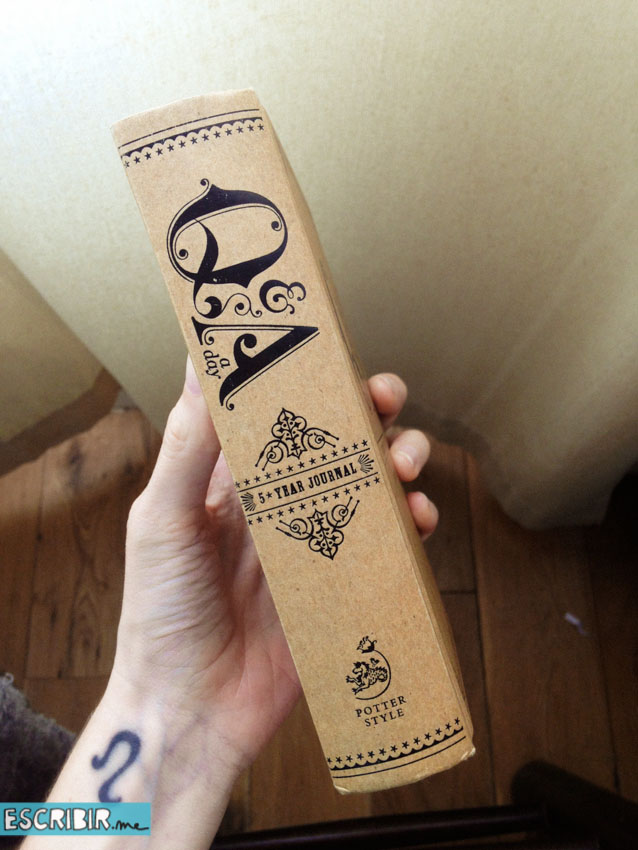 Q
&
A
a
day
5★YEAR JOURNAL
POTTER
STYLE
ESCRIBIR.me